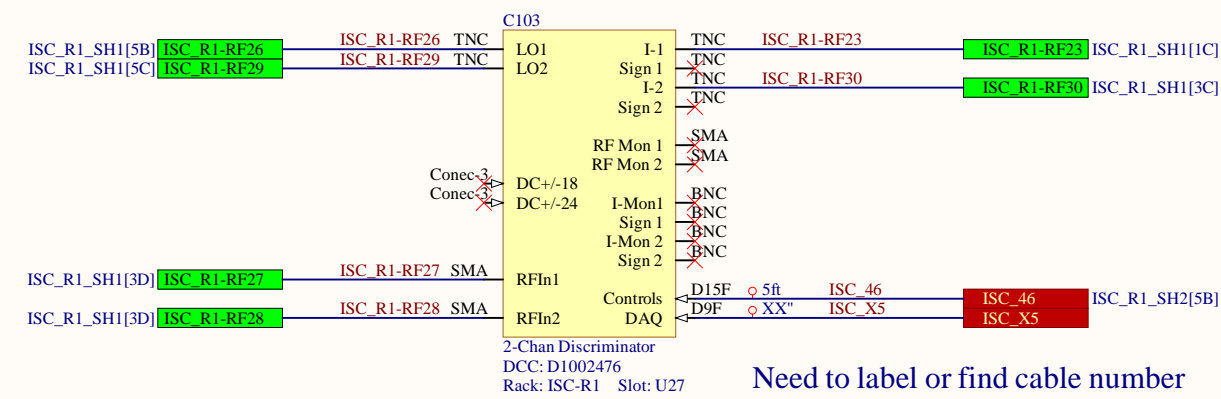 C103
ISC_R1_SH1[5B] ISC_R1-RF26 ISC_R1-RF26 TNC LO1 I-1 TNC ISC_R1-RF23 ISC_R1-RF23 ISC_R1_SH1[1C]
ISC_R1_SH1[5C] ISC_R1-RF29 ISC_R1-RF29 TNC LO2 Sign 1 TNC
I-2 TNC ISC_R1-RF30 ISC_R1-RF30 ISC_R1_SH1[3C]
Sign 2 TNC
RF Mon 1 SMA
RF Mon 2 SMA
Conec-3 DC+/-18
Conec-3 DC+/-24 I-Mon1 BNC
Sign 1 BNC
I-Mon 2 BNC
Sign 2 BNC
ISC_R1_SH1[3D] ISC_R1-RF27 ISC_R1-RF27 SMA RFIn1
Controls D15F 5ft ISC_46 ISC_46 ISC_R1_SH2[5B]
ISC_R1_SH1[3D] ISC_R1-RF28 ISC_R1-RF28 SMA RFIn2 DAQ D9F XX" ISC_X5 ISC_X5
2-Chan Discriminator
DCC: D1002476
Rack: ISC-R1 Slot: U27
Need to label or find cable number